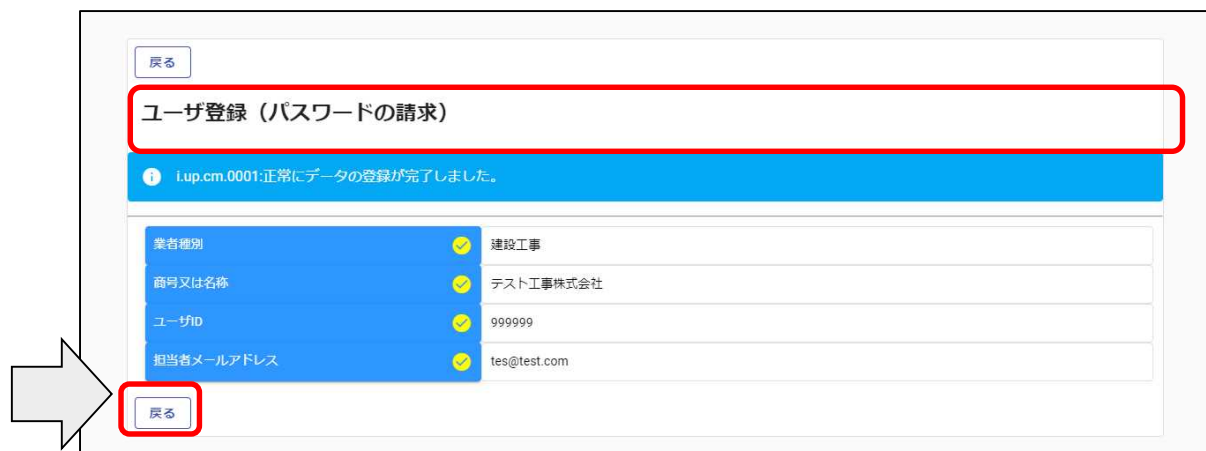 戻る
ユーザ登録（パスワードの請求）
i.up.cm.0001:正常にデータの登録が完了しました。
業者種別 建設工事
商号又は名称 テスト工事株式会社
ユーザID 999999
担当者メールアドレス tes@test.com
戻る